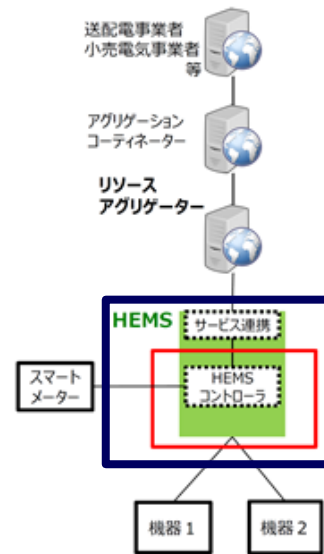 送配電事業者
小売電気事業者
等
アグリゲーション
コーディネーター
リソース
アグリゲーター
HEMS
サービス連携
スマート
メーター
HEMS
コントローラ
機器1
機器2